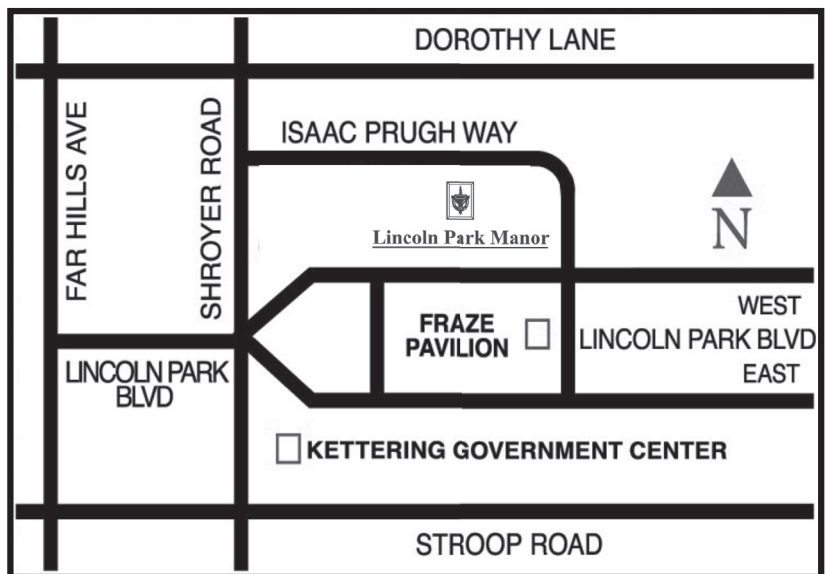 DOROTHY LANE
FAR HILLS AVE
SHROYER ROAD
ISAAC PRUGH WAY
Lincoln Park Manor
N
WEST
FRAZE
PAVILION
LINCOLN PARK BLVD
EAST
LINCOLN PARK
BLVD
KETTERING GOVERNMENT CENTER
STROOP ROAD